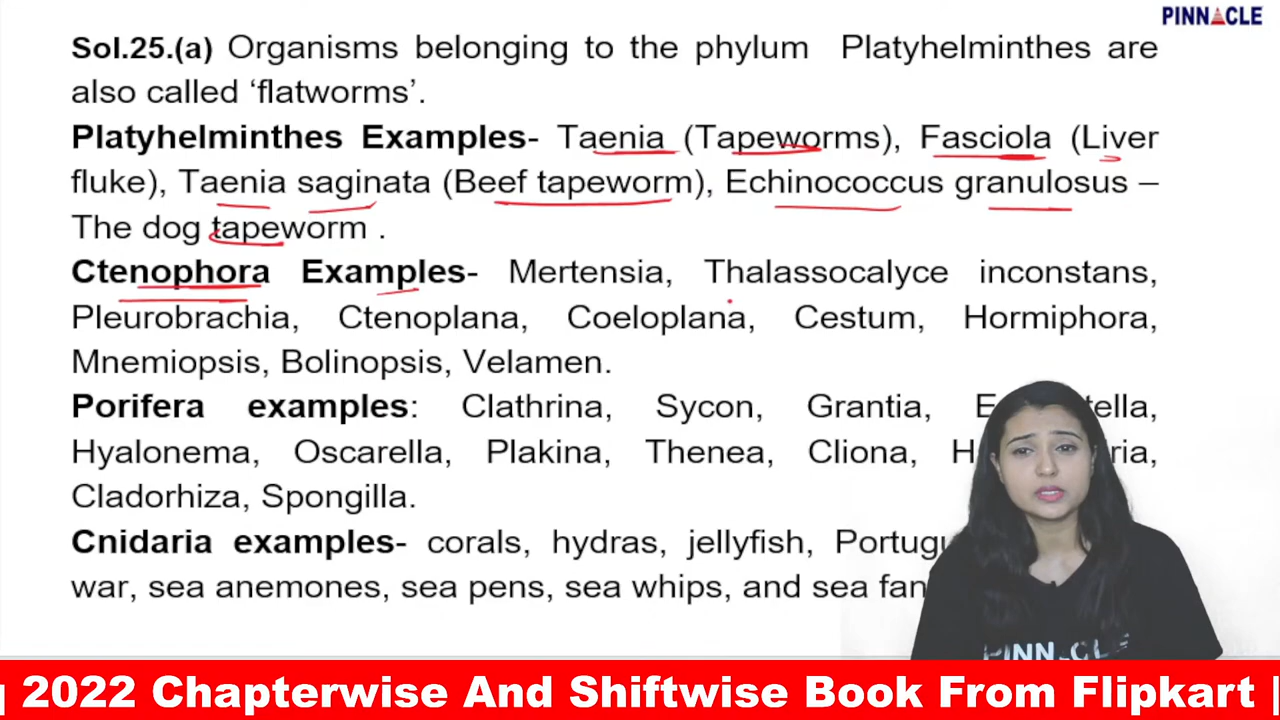 PINNACLE
Sol.25.(a) Organisms belonging to the phylum Platyhelminthes are
also called ‘flatworms’.
Platyhelminthes Examples- Taenia (Tapeworms), Fasciola (Liver
fluke), Taenia saginata (Beef tapeworm), Echinococcus granulosus –
The dog tapeworm .
Ctenophora Examples- Mertensia, Thalassocalyce inconstans,
Pleurobrachia, Ctenoplana, Coeloplana, Cestum, Hormiphora,
Mnemiopsis, Bolinopsis, Velamen.
Porifera examples: Clathrina, Sycon, Grantia,
Hyalonema, Oscarella, Plakina, Thenea, Cliona,
Cladorhiza, Spongilla.
Cnidaria examples- corals, hydras, jellyfish,
war, sea anemones, sea pens, sea whips, and sea
PINNACLE
2022 Chapterwise And Shiftwise Book From Flipkart |